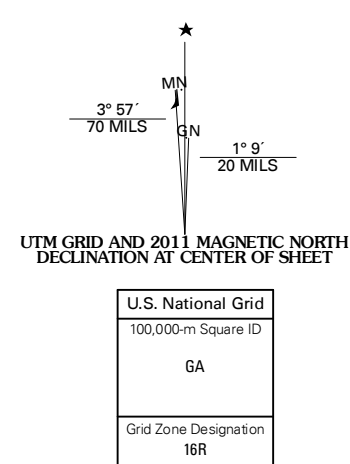 MN
3° 57´
70 MILS
GN
1° 9´
20 MILS
UTM GRID AND 2011 MAGNETIC NORTH
DECLINATION AT CENTER OF SHEET
U.S. National Grid
100,000-m Square ID
GA
Grid Zone Designation
16R